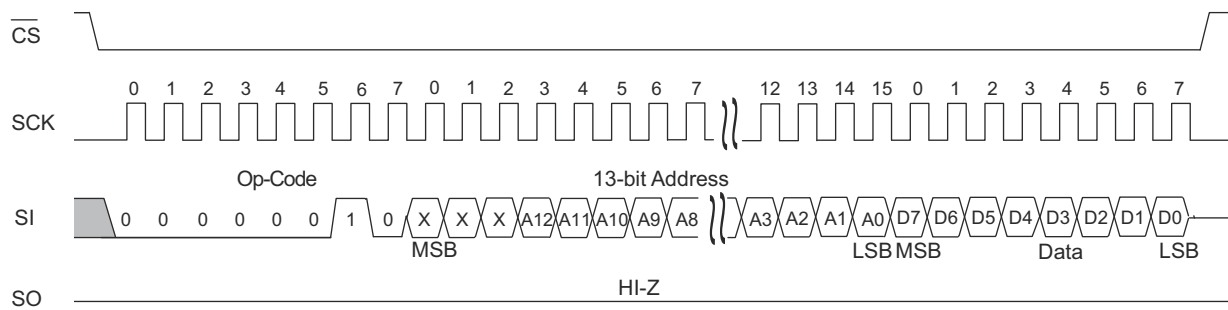 CS
0 1 2 3 4 5 6 7 0 1 2 3 4 5 6 7 12 13 14 15 0 1 2 3 4 5 6 7
SCK
Op-Code 13-bit Address
SI 0 0 0 0 0 0 1 0 X X X A12 A11 A10 A9 A8 A3 A2 A1 A0 D7 D6 D5 D4 D3 D2 D1 D0
MSB LSB MSB Data LSB
HI-Z
SO